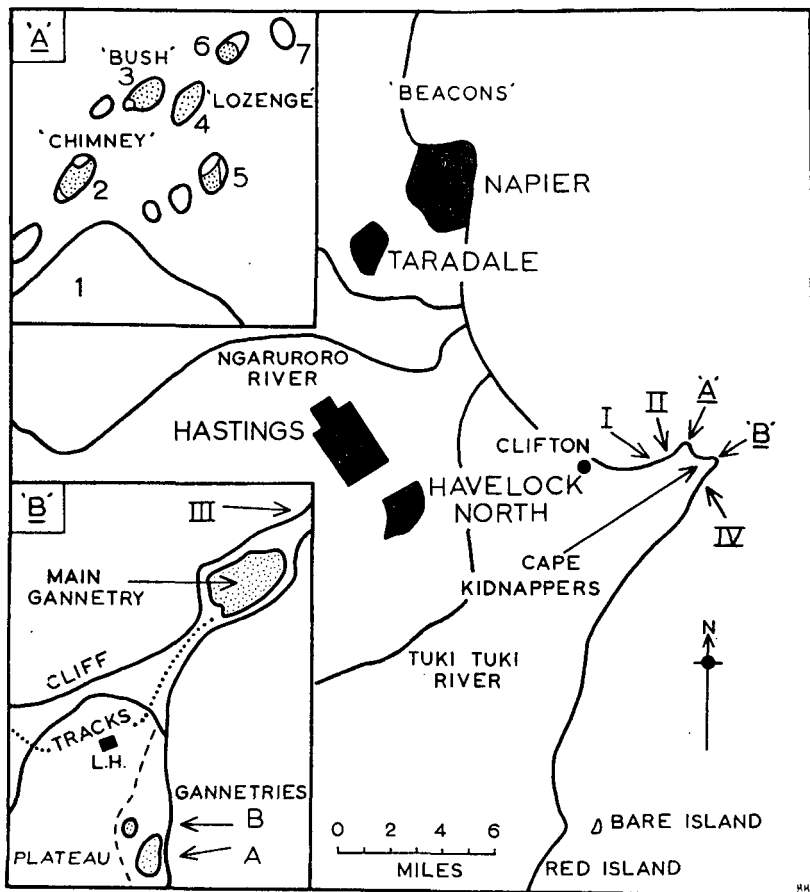 'A'
6
7
'BUSH'
3
'LOZENGE'
4
'CHIMNEY'
2
5
1
'BEACONS'
NAPIER
TARADALE
NGARURORO
RIVER
HASTINGS
CLIFTON
I
II
'A'
'B'
HAVELOCK
NORTH
IV
CAPE
KIDNAPPERS
N
TUKI TUKI
RIVER
'B'
III
MAIN
GANNETRY
CLIFF
TRACKS
L.H.
GANNETRIES
B
A
PLATEAU
0 3 6
MILES
BARE ISLAND
RED ISLAND